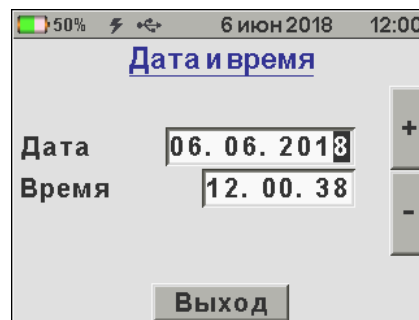 50% 6 июн 2018 12:00
Дата и время
Дата 06. 06. 2018
+
Время 12. 00. 38
-
Выход